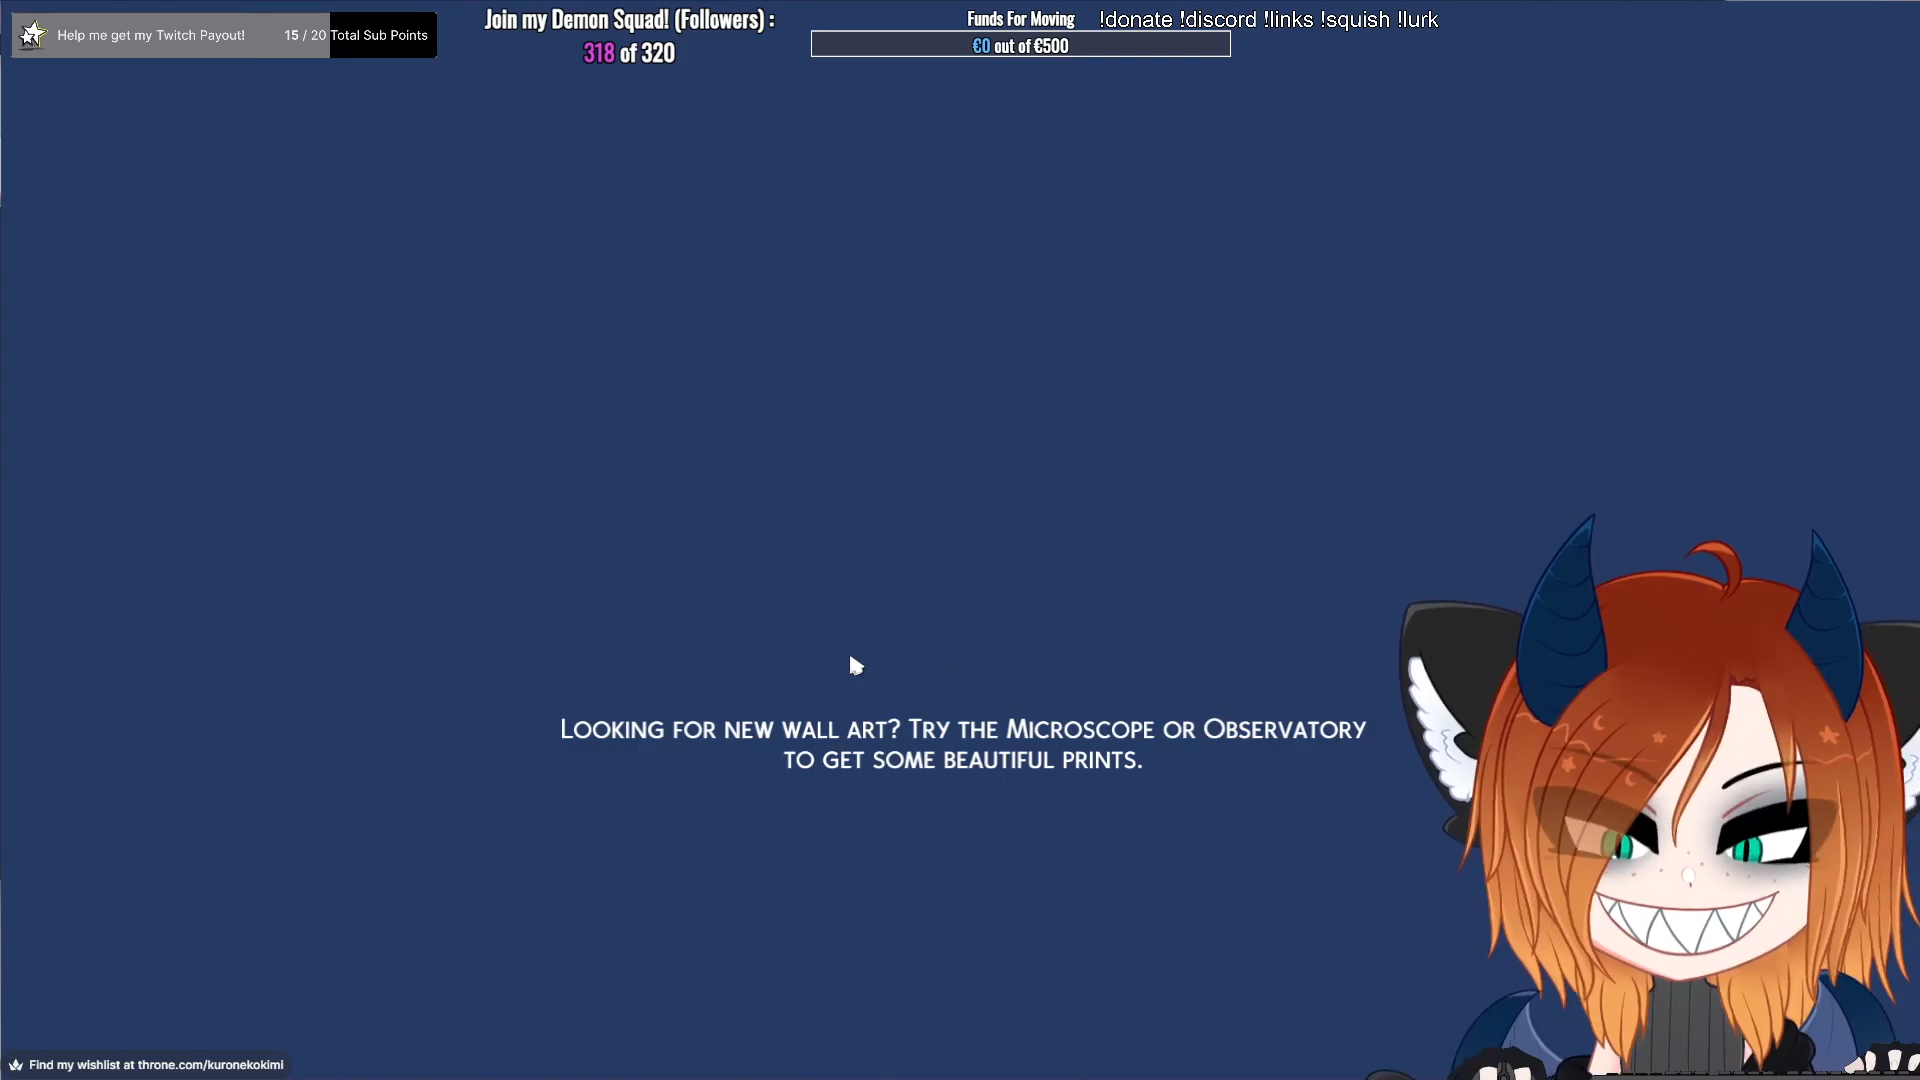 Help me get my Twitch Payout! 15 / 20 Total Sub Points
Join my Demon Squad! (Followers) :
318 of 320
Funds For Moving
€0 out of €500
!donate !discord !links !squish !lurk
Looking for new wall art? Try the Microscope or Observatory
to get some beautiful prints.
Find my wishlist at throne.com/kuronekokimi